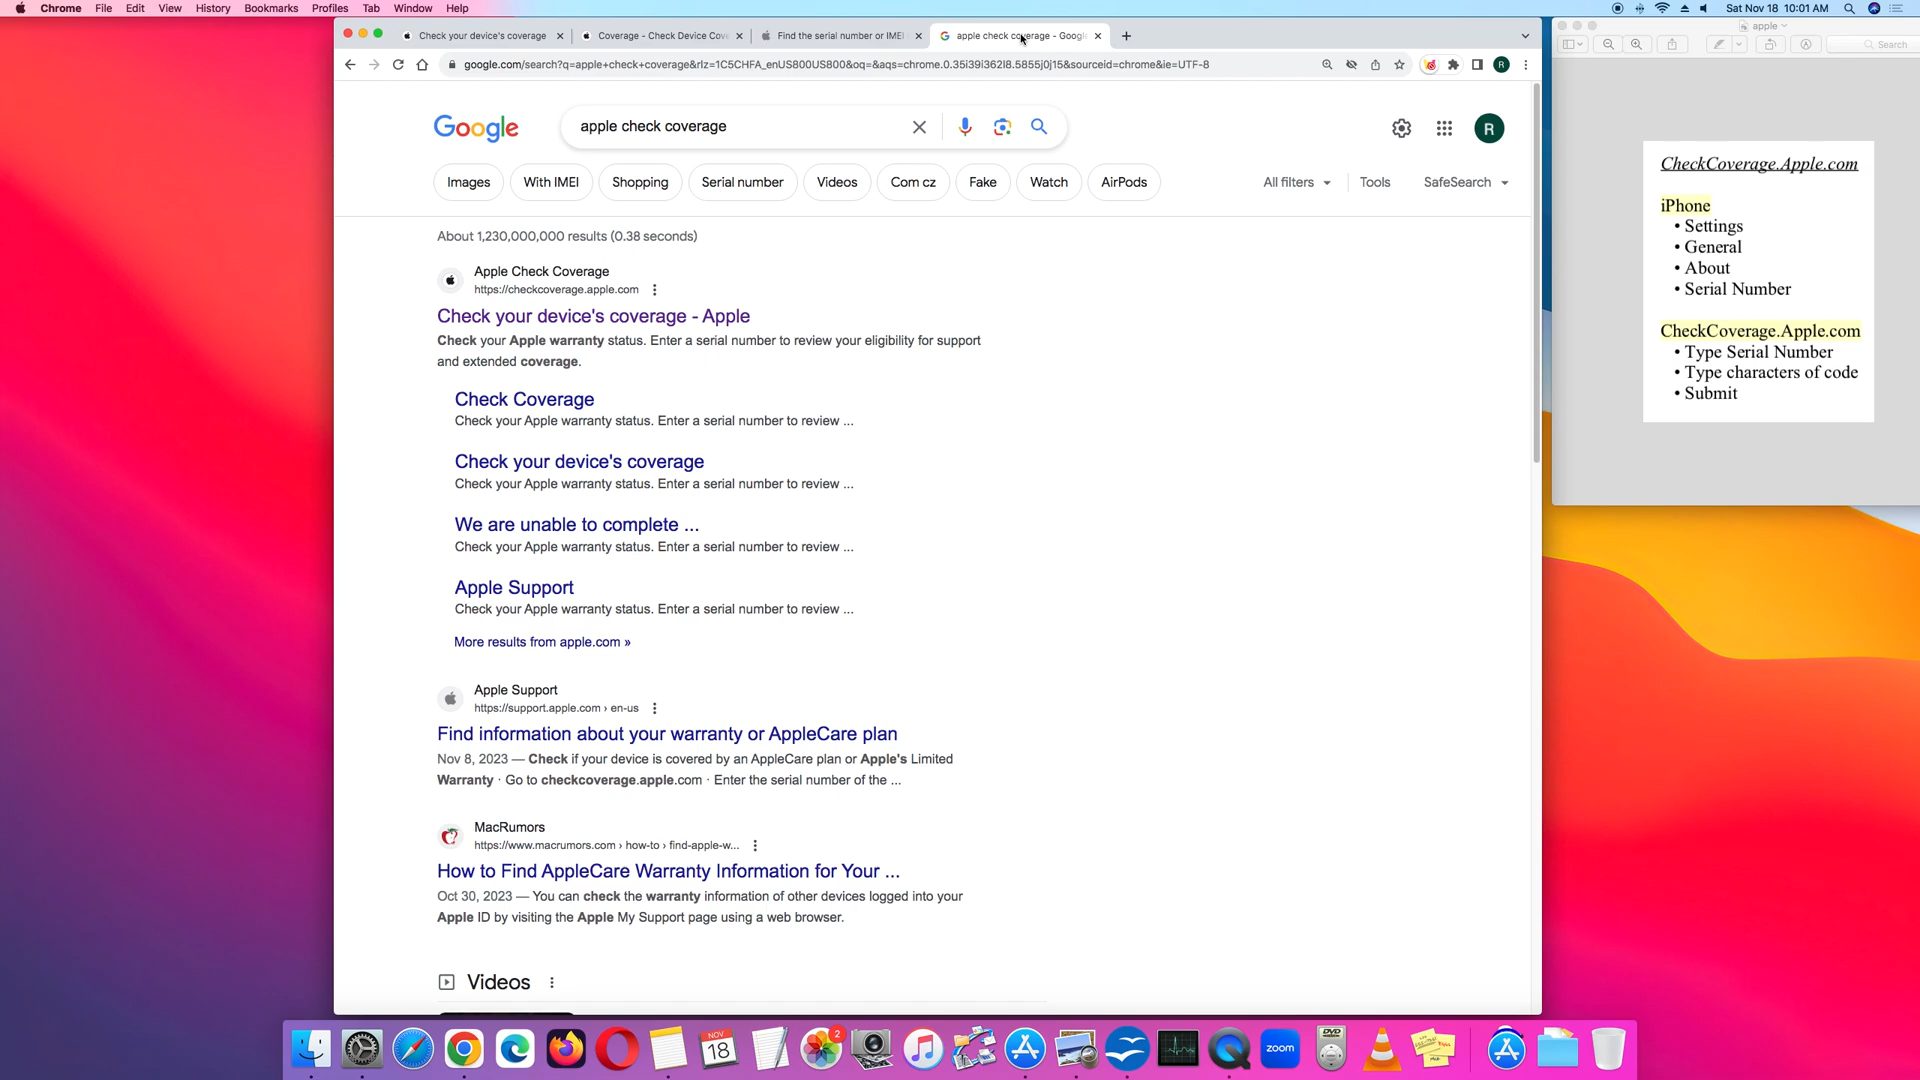 Chrome File Edit View History Bookmarks Profiles Tab Window Help
Sat Nov 18 10:01 AM
Check your device's coverage
Coverage - Check Device Cov
Find the serial number or IMEI
apple check coverage - Google
apple
google.com/search?q=apple+check+coverage&rlz=1C5CHFA_enUS800US800&oq=&aqs=chrome.0.35i39i362l8.5855j0j15&sourceid=chrome&ie=UTF-8
R
Search
Google
apple check coverage
R
Images With IMEI Shopping Serial number Videos Com cz Fake Watch AirPods All filters Tools SafeSearch
About 1,230,000,000 results (0.38 seconds)
Apple Check Coverage
https://checkcoverage.apple.com
Check your device's coverage - Apple
Check your Apple warranty status. Enter a serial number to review your eligibility for support
and extended coverage.
Check Coverage
Check your Apple warranty status. Enter a serial number to review ...
Check your device's coverage
Check your Apple warranty status. Enter a serial number to review ...
We are unable to complete ...
Check your Apple warranty status. Enter a serial number to review ...
Apple Support
Check your Apple warranty status. Enter a serial number to review ...
More results from apple.com »
Apple Support
https://support.apple.com › en-us
Find information about your warranty or AppleCare plan
Nov 8, 2023 — Check if your device is covered by an AppleCare plan or Apple's Limited
Warranty · Go to checkcoverage.apple.com · Enter the serial number of the ...
MacRumors
https://www.macrumors.com › how-to › find-apple-w...
How to Find AppleCare Warranty Information for Your ...
Oct 30, 2023 — You can check the warranty information of other devices logged into your
Apple ID by visiting the Apple My Support page using a web browser.
Videos
CheckCoverage.Apple.com
iPhone
• Settings
• General
• About
• Serial Number
CheckCoverage.Apple.com
• Type Serial Number
• Type characters of code
• Submit
2
NOV
18
zoom
DVD